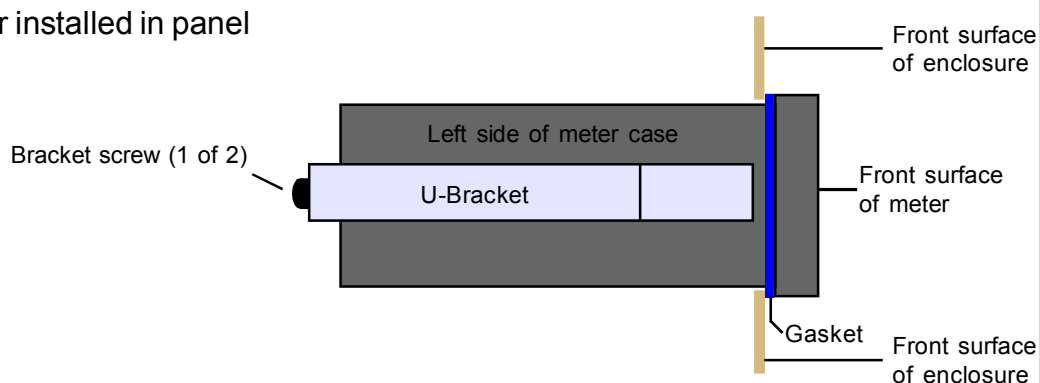 r installed in panel
Front surface
of enclosure
Left side of meter case
Bracket screw (1 of 2)
U-Bracket
Front surface
of meter
Gasket
Front surface
of enclosure